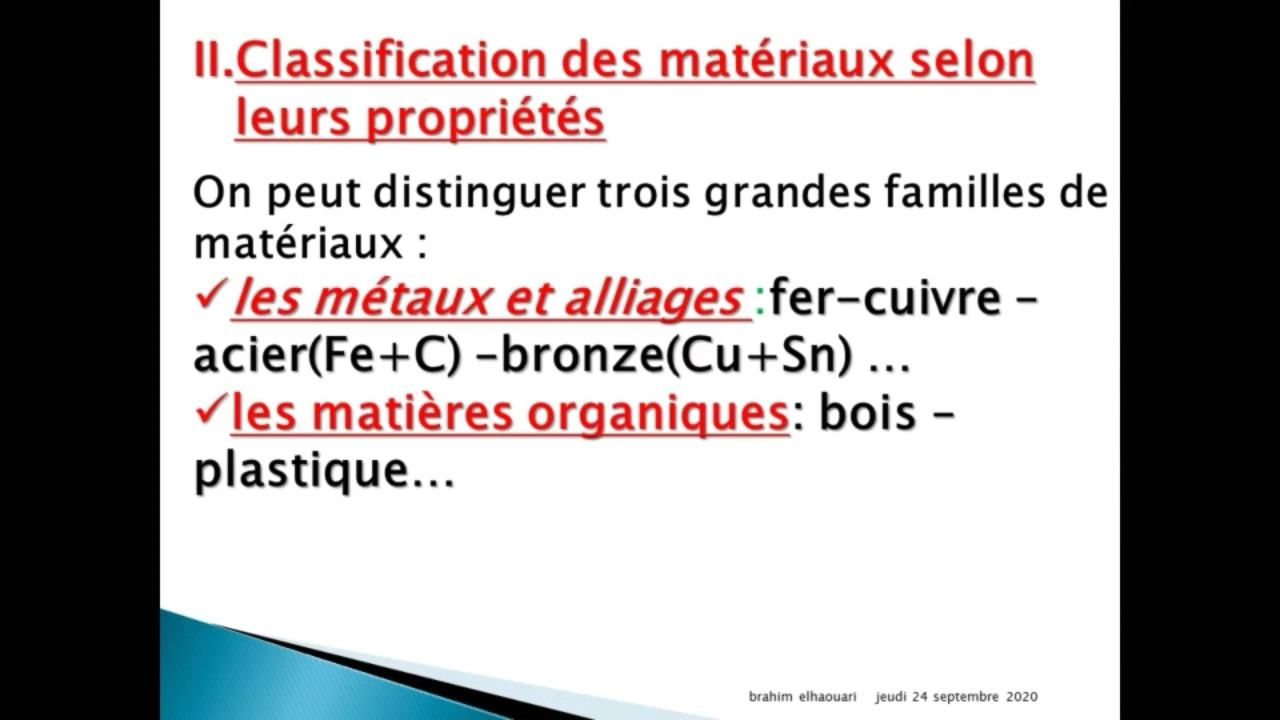 II.Classification des matériaux selon
leurs propriétés
On peut distinguer trois grandes familles de
matériaux :
✓les métaux et alliages :fer-cuivre –
acier(Fe+C) –bronze(Cu+Sn) …
✓les matières organiques: bois –
plastique…
brahim elhaouari jeudi 24 septembre 2020